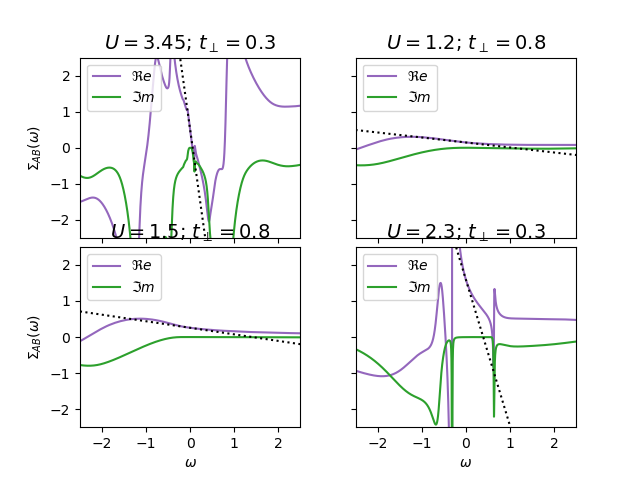 U = 3.45; t⊥ = 0.3
U = 1.2; t⊥ = 0.8
2
1
0
−1
−2
Σ_AB(ω)
ℜe
ℑm
ℜe
ℑm
U = 1.5; t⊥ = 0.8
U = 2.3; t⊥ = 0.3
2
1
0
−1
−2
Σ_AB(ω)
ℜe
ℑm
ℜe
ℑm
−2 −1 0 1 2
−2 −1 0 1 2
ω
ω